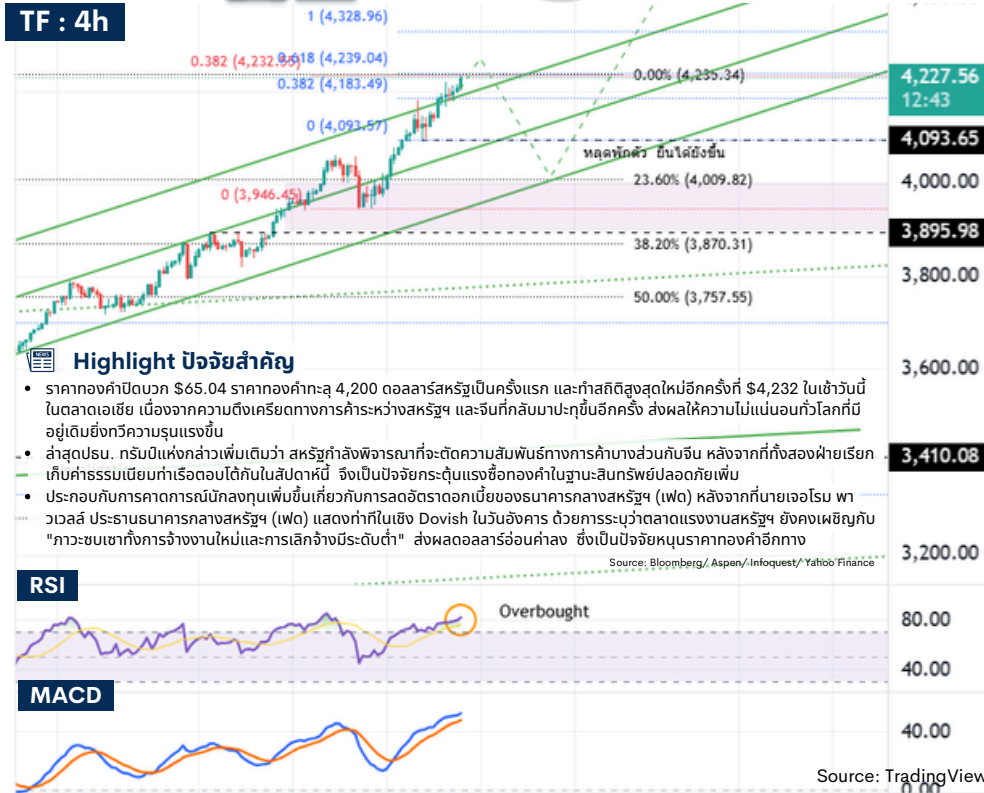 TF : 4h
1 (4,328.96)
0.382 (4,232.
0.618 (4,239.04)
0.00% (4,235.34)
4,227.56
12:43
0.382 (4,183.49)
0 (4,093.57)
4,093.65
หลุดพักตัว ยืนได้ยังขึ้น
23.60% (4,009.82)
4,000.00
0 (3,946.45)
3,895.98
38.20% (3,870.31)
3,800.00
50.00% (3,757.55)
3,600.00
NEWS
Highlight ปัจจัยสำคัญ
• ราคาทองคำปิดบวก $65.04 ราคาทองคำทะลุ 4,200 ดอลลาร์สหรัฐเป็นครั้งแรก และทำสถิติสูงสุดใหม่อีกครั้งที่ $4,232 ในเช้าวันนี้
ในตลาดเอเชีย เนื่องจากความตึงเครียดทางการค้าระหว่างสหรัฐฯ และจีนที่กลับมาปะทุขึ้นอีกครั้ง ส่งผลให้ความไม่แน่นอนทั่วโลกที่มี
อยู่เดิมยิ่งทวีความรุนแรงขึ้น
• ล่าสุดปธน. ทรัมป์แห่งกล่าวเพิ่มเติมว่า สหรัฐกำลังพิจารณาที่จะตัดความสัมพันธ์ทางการค้าบางส่วนกับจีน หลังจากที่ทั้งสองฝ่ายเรียก
เก็บค่าธรรมเนียมท่าเรือตอบโต้กันในสัปดาห์นี้ จึงเป็นปัจจัยกระตุ้นแรงซื้อทองคำในฐานะสินทรัพย์ปลอดภัยเพิ่ม
3,410.08
• ประกอบกับการคาดการณ์นักลงทุนเพิ่มขึ้นเกี่ยวกับการลดอัตราดอกเบี้ยของธนาคารกลางสหรัฐฯ (เฟด) หลังจากที่นายเจอโรม พา
วเวลล์ ประธานธนาคารกลางสหรัฐฯ (เฟด) แสดงท่าทีในเชิง Dovish ในวันอังคาร ด้วยการระบุว่าตลาดแรงงานสหรัฐฯ ยังคงเผชิญกับ
"ภาวะซบเซาทั้งการจ้างงานใหม่และการเลิกจ้างมีระดับต่ำ" ส่งผลดอลลาร์อ่อนค่าลง ซึ่งเป็นปัจจัยหนุนราคาทองคำอีกทาง
3,200.00
Source: Bloomberg/ Aspen/ Infoquest/ Yahoo Finance
RSI
Overbought
80.00
40.00
MACD
40.00
Source: TradingView
0.00